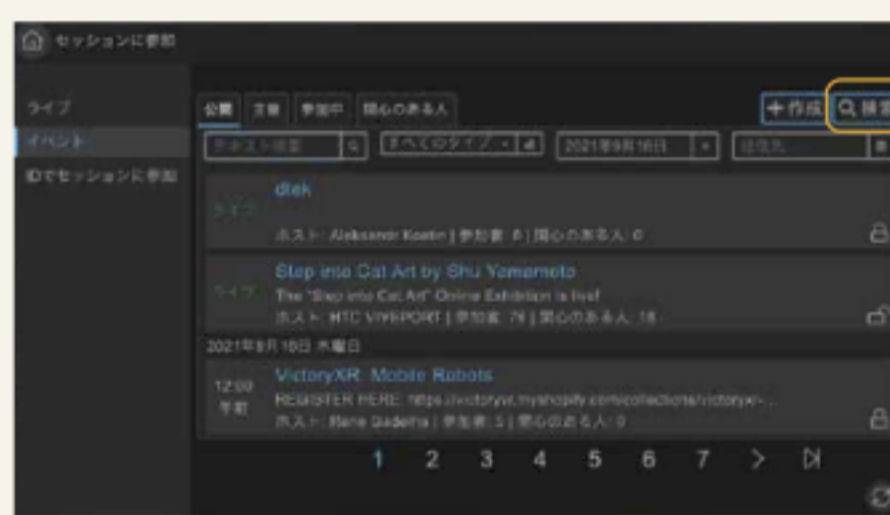 セッションに参加
ライブ
イベント
IDでセッションに参加
公開 主催 参加中 関心のある人
+作成 検索
テキスト検索 すべてのタイプ 2021年9月16日 送信先
ライブ
dtek
ホスト: Aleksandr Kostin | 参加者: 6 | 関心のある人: 0
ライブ
Step into Cat Art by Shu Yamamoto
The "Step into Cat Art" Online Exhibition is live!
ホスト: HTC VIVEPORT | 参加者: 76 | 関心のある人: 16
2021年9月16日 木曜日
12:00
午前
VictoryXR: Mobile Robots
REGISTER HERE: https://victoryxr.myshopify.com/collections/victoryxr-...
ホスト: Rene Gadelha | 参加者: 5 | 関心のある人: 0
1 2 3 4 5 6 7